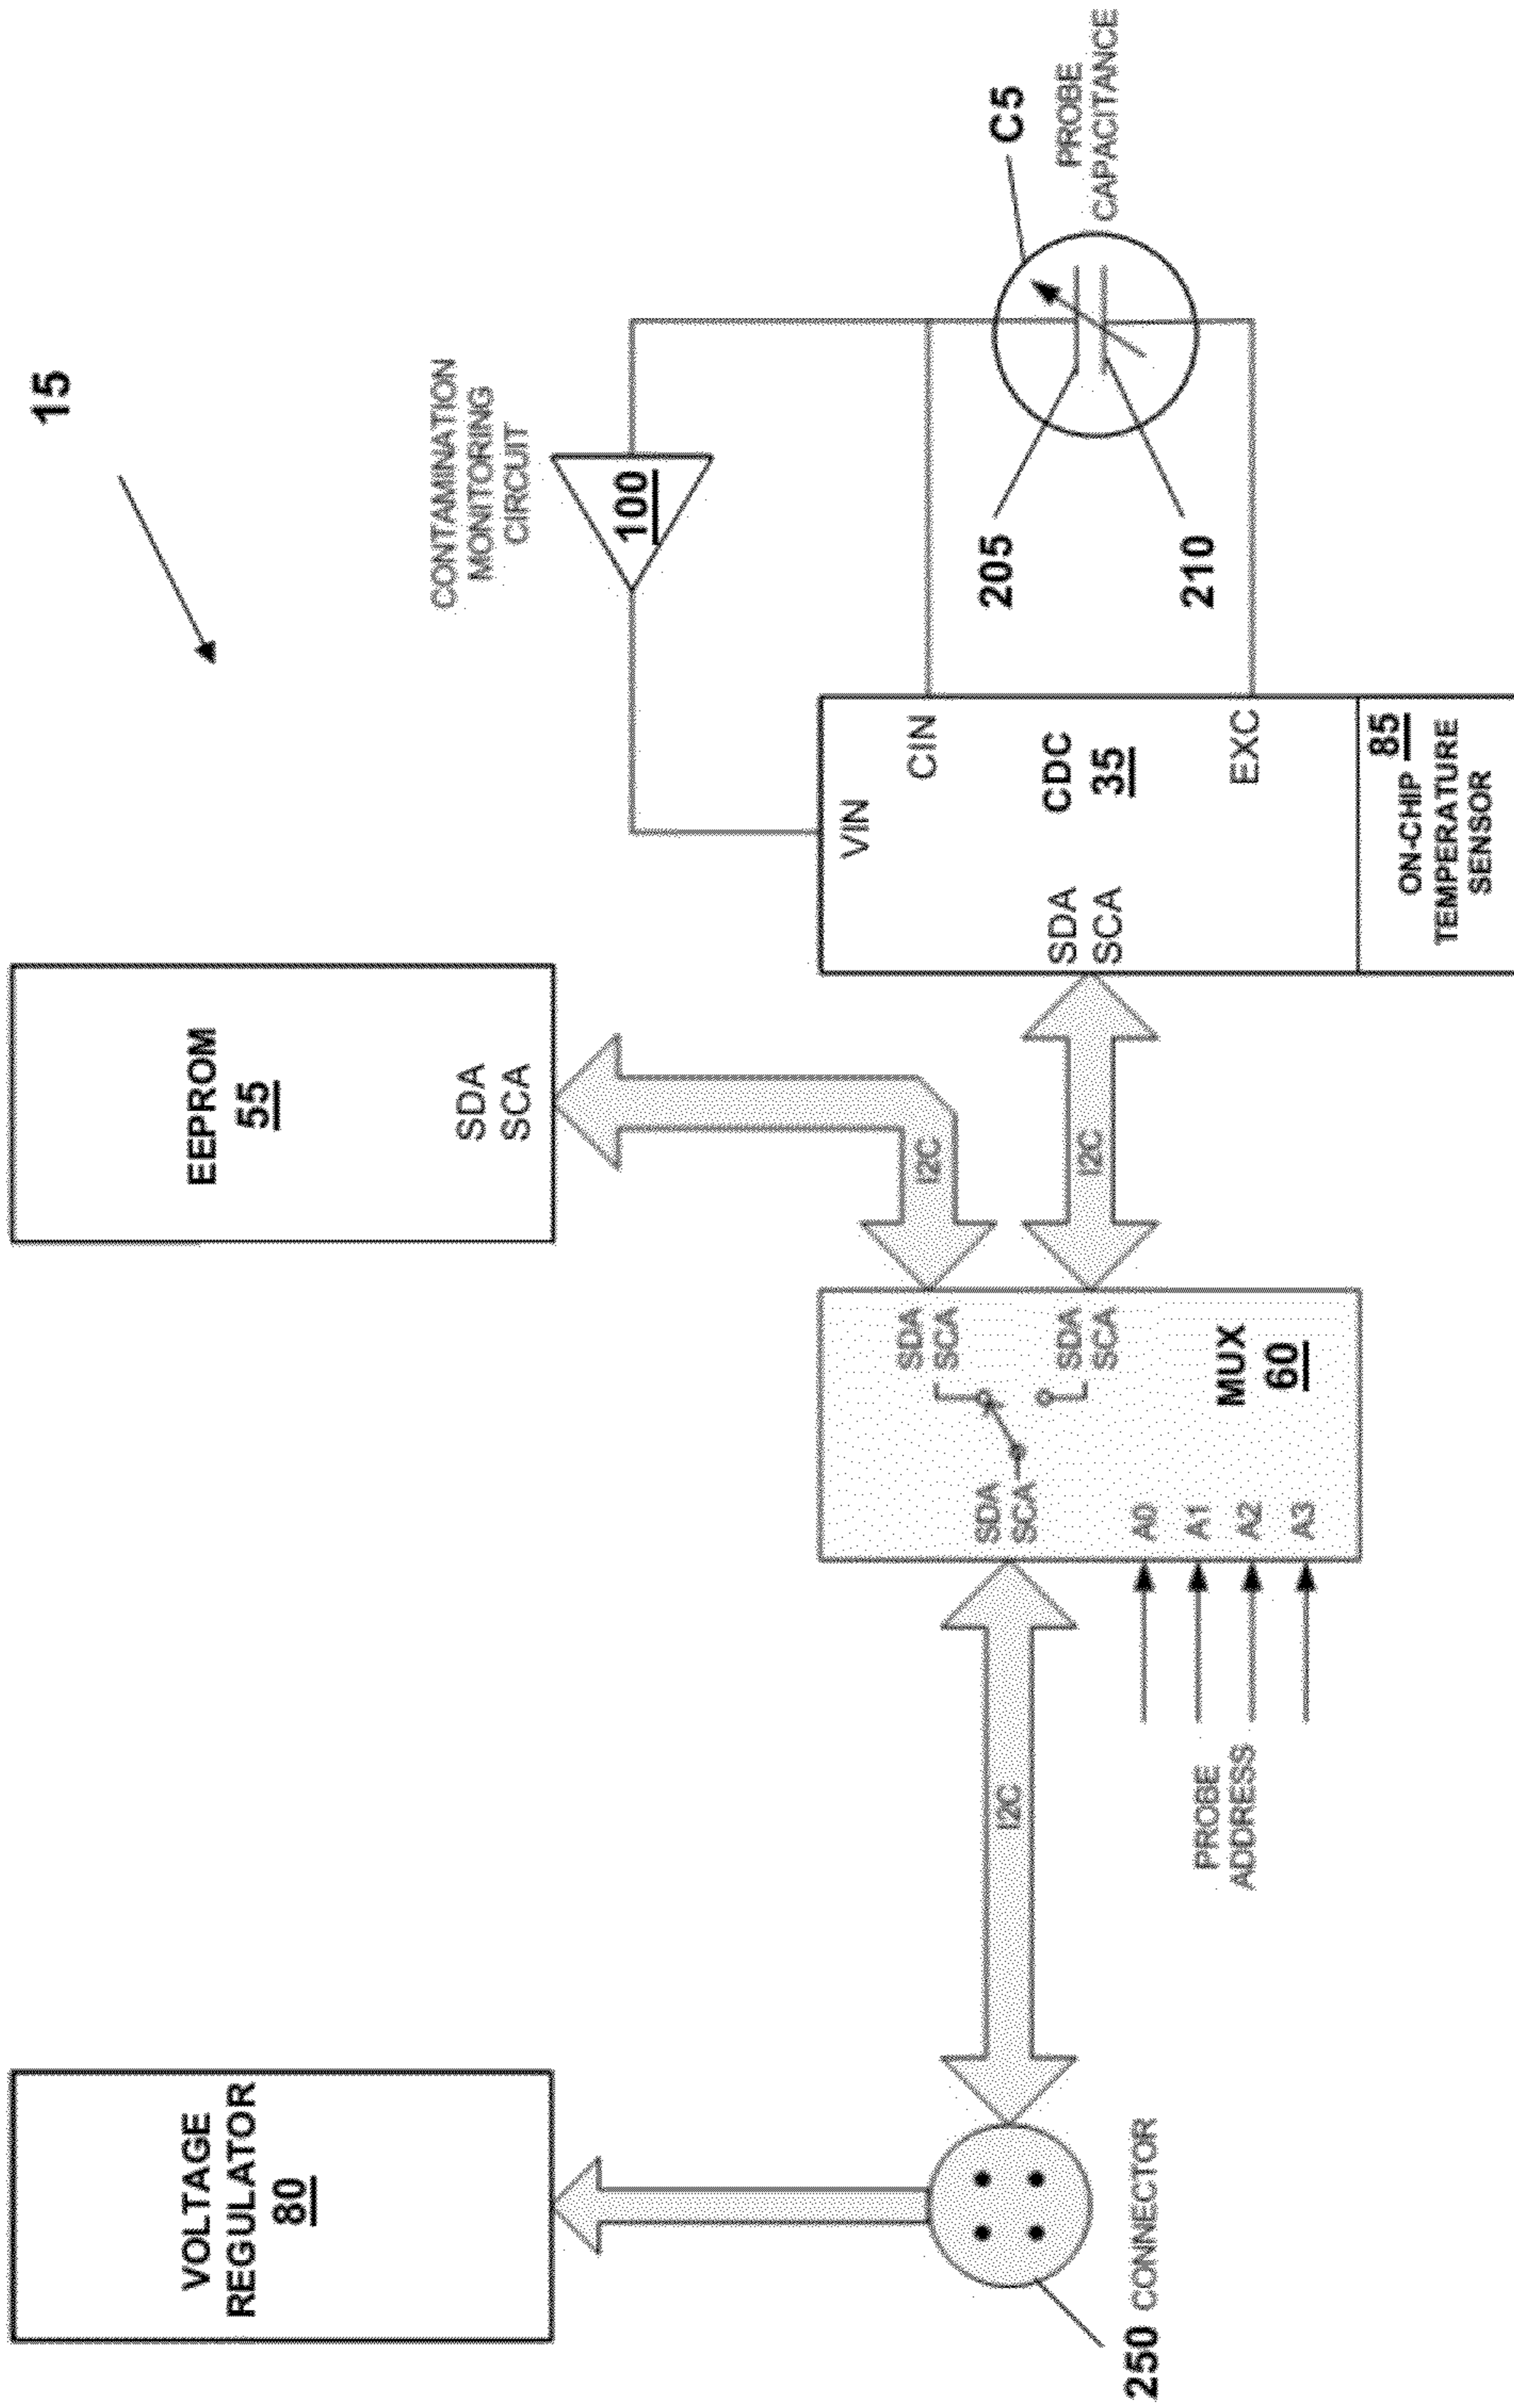 15
VOLTAGE
REGULATOR
80
EEPROM
55
SDA
SCA
CONTAMINATION
MONITORING
CIRCUIT
100
250 CONNECTOR
I2C
PROBE
ADDRESS
SDA
SCA
A0
A1
A2
A3
SDA
SCA
SDA
SCA
MUX
60
I2C
I2C
VIN
CIN
SDA
SCA
CDC
35
EXC
85
ON-CHIP
TEMPERATURE
SENSOR
205
210
C5
PROBE
CAPACITANCE